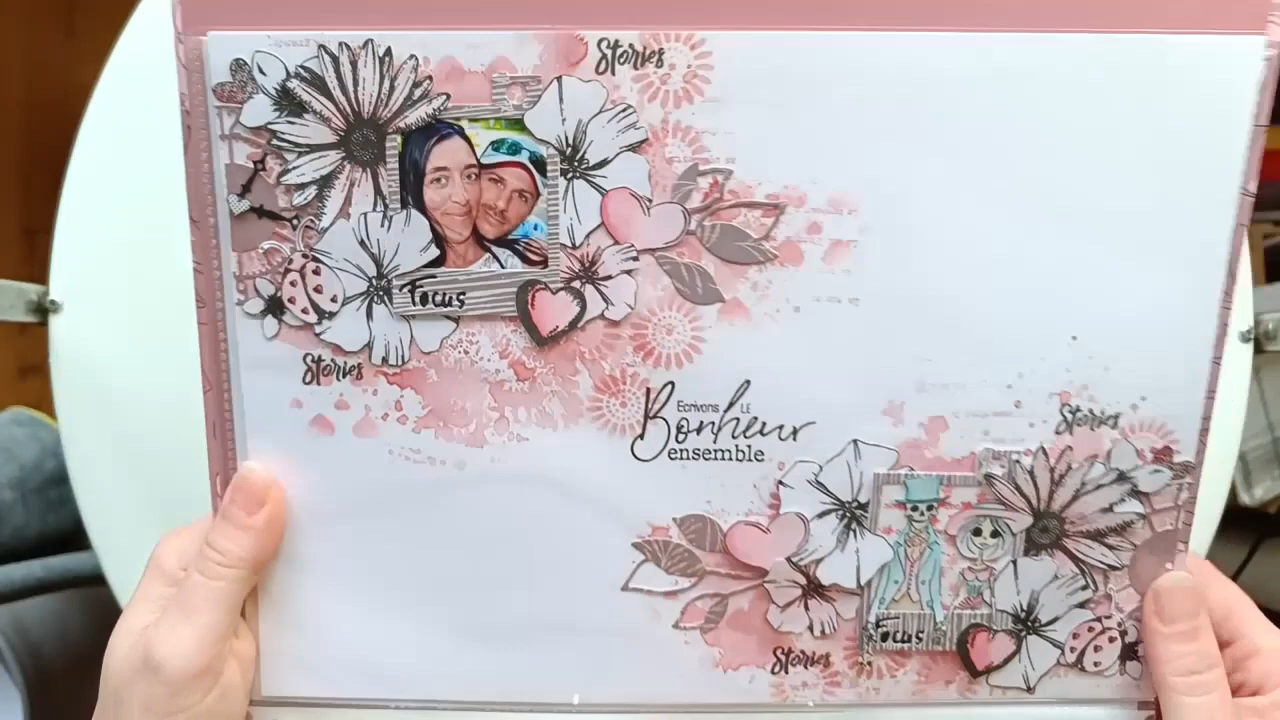 Stories
Focus
Stories
Ecrivons LE
Bonheur
ensemble
Stories
Focus
Stories